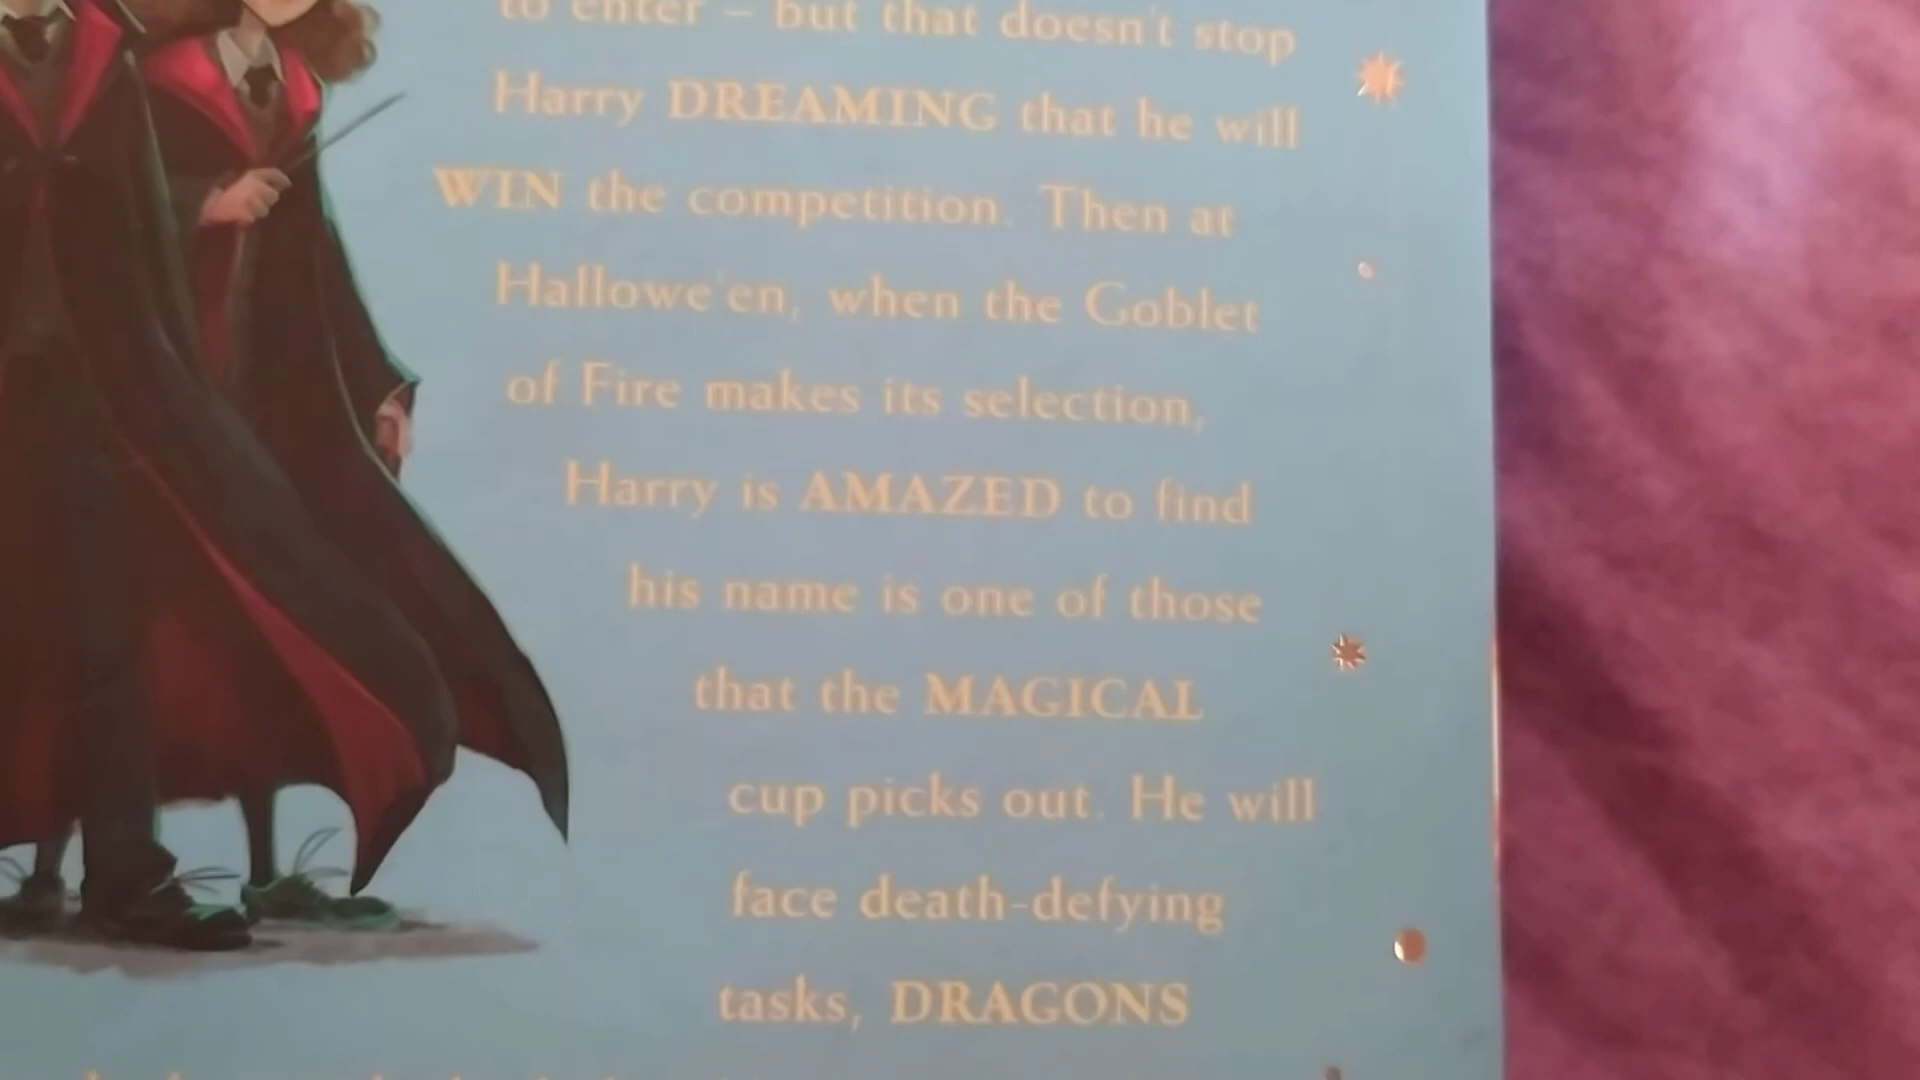 to enter – but that doesn't stop
Harry DREAMING that he will
WIN the competition. Then at
Hallowe'en, when the Goblet
of Fire makes its selection,
Harry is AMAZED to find
his name is one of those
that the MAGICAL
cup picks out. He will
face death-defying
tasks, DRAGONS